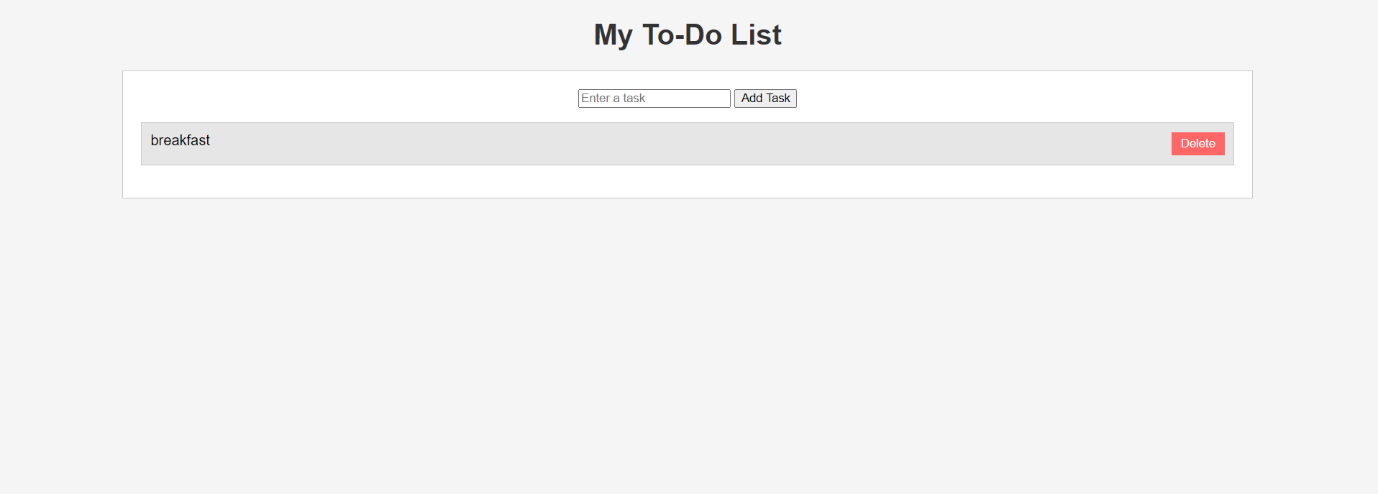 My To-Do List
Enter a task Add Task
breakfast Delete